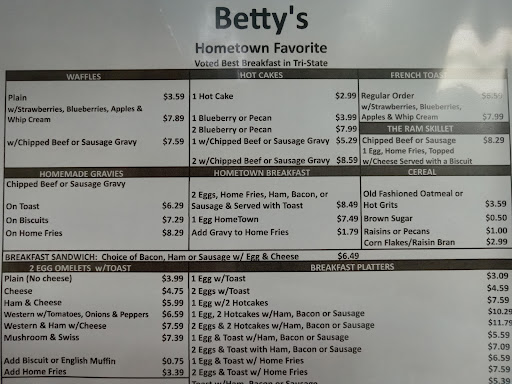 Betty's
Hometown Favorite
Voted Best Breakfast in Tri-State
WAFFLES
Plain $3.59
w/Strawberries, Blueberries, Apples &
Whip Cream $7.89
w/Chipped Beef or Sausage Gravy $7.59
HOT CAKES
1 Hot Cake $2.99
1 Blueberry or Pecan $3.99
2 Blueberry or Pecan $7.99
1 w/Chipped Beef or Sausage Gravy $5.29
2 w/Chipped Beef or Sausage Gravy $8.59
FRENCH TOAST
Regular Order
w/Strawberries, Blueberries,
Apples & Whip Cream $7.99
THE RAM SKILLET
Chipped Beef or Sausage $8.29
1 Egg, Home Fries, Topped
w/Cheese Served with a Biscuit
HOMEMADE GRAVIES
Chipped Beef or Sausage Gravy
On Toast $6.29
On Biscuits $7.29
On Home Fries $8.29
HOMETOWN BREAKFAST
2 Eggs, Home Fries, Ham, Bacon, or
Sausage & Served with Toast $8.49
1 Egg HomeTown $7.49
Add Gravy to Home Fries $1.79
CEREAL
Old Fashioned Oatmeal or
Hot Grits $3.59
Brown Sugar $0.50
Raisins or Pecans $1.00
Corn Flakes/Raisin Bran $2.99
BREAKFAST SANDWICH: Choice of Bacon, Ham or Sausage w/ Egg & Cheese $6.49
2 EGG OMELETS w/TOAST
Plain (No cheese) $3.99
Cheese $4.75
Ham & Cheese $5.99
Western w/Tomatoes, Onions & Peppers $6.59
Western & Ham w/Cheese $7.59
Mushroom & Swiss $7.39
Add Biscuit or English Muffin $0.75
Add Home Fries $3.39
BREAKFAST PLATTERS
1 Egg w/Toast $3.09
2 Eggs w/Toast $4.59
1 Egg w/2 Hotcakes $7.59
1 Egg, 2 Hotcakes w/Ham, Bacon or Sausage $10.29
2 Eggs & 2 Hotcakes w/Ham, Bacon or Sausage $11.79
1 Egg & Toast w/Ham, Bacon or Sausage $5.59
2 Eggs & Toast with Ham, Bacon or Sausage $7.09
1 Egg & Toast w/ Home Fries $6.59
2 Eggs & Toast w/ Home Fries $7.59
Toast w/Ham, Bacon or Sausage